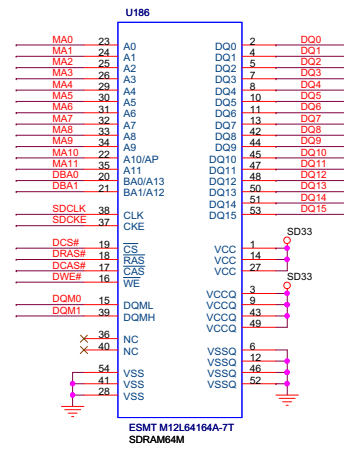 U186
MA0 23 A0 DQ0 2 DQ0
MA1 24 A1 DQ1 4 DQ1
MA2 25 A2 DQ2 5 DQ2
MA3 26 A3 DQ3 7 DQ3
MA4 29 A4 DQ4 8 DQ4
MA5 30 A5 DQ5 10 DQ5
MA6 31 A6 DQ6 11 DQ6
MA7 32 A7 DQ7 13 DQ7
MA8 33 A8 DQ8 42 DQ8
MA9 34 A9 DQ9 44 DQ9
MA10 22 A10/AP DQ10 45 DQ10
MA11 35 A11 DQ11 47 DQ11
DBA0 20 BA0/A13 DQ12 48 DQ12
DBA1 21 BA1/A12 DQ13 50 DQ13
DQ14 51 DQ14
SDCLK 38 CLK DQ15 53 DQ15
SDCKE 37 CKE
SD33
DCS# 19 CS VCC 1
DRAS# 18 RAS VCC 14
DCAS# 17 CAS VCC 27
DWE# 16 WE
SD33
VCCQ 3
DQM0 15 DQML VCCQ 9
DQM1 39 DQMH VCCQ 43
VCCQ 49
36 NC
40 NC VSSQ 6
VSSQ 12
54 VSS VSSQ 46
41 VSS VSSQ 52
28 VSS
ESMT M12L64164A-7T
SDRAM64M